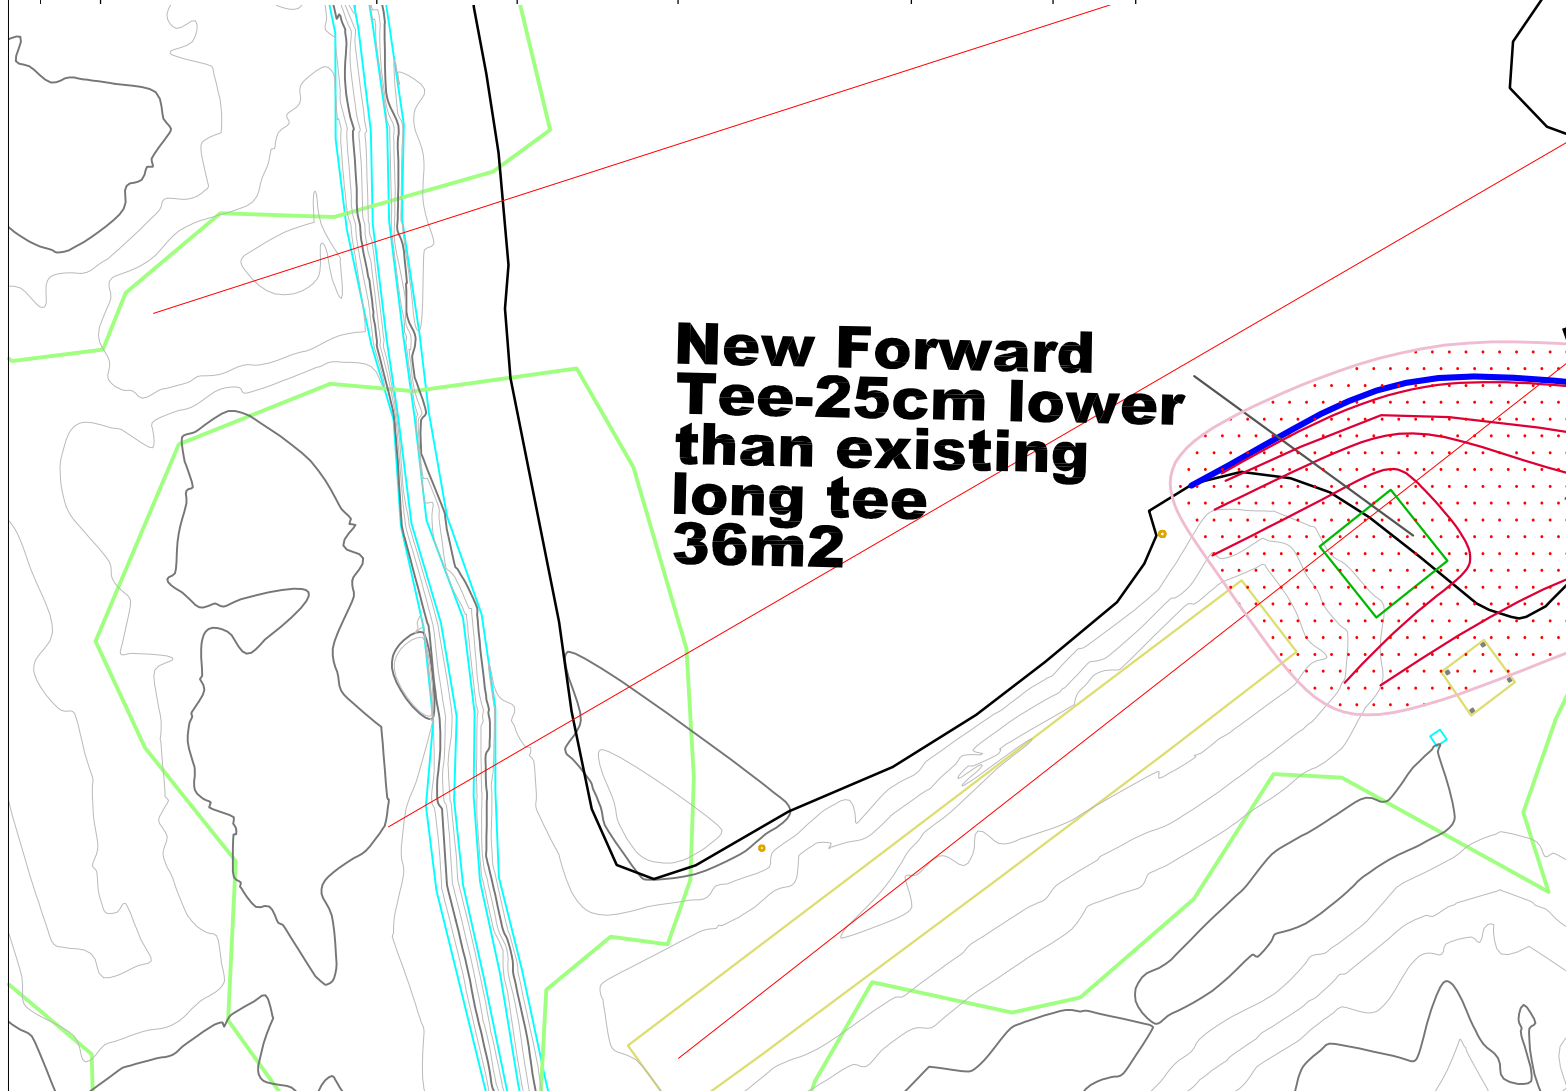 New Forward
Tee-25cm lower
than existing
long tee
36m2